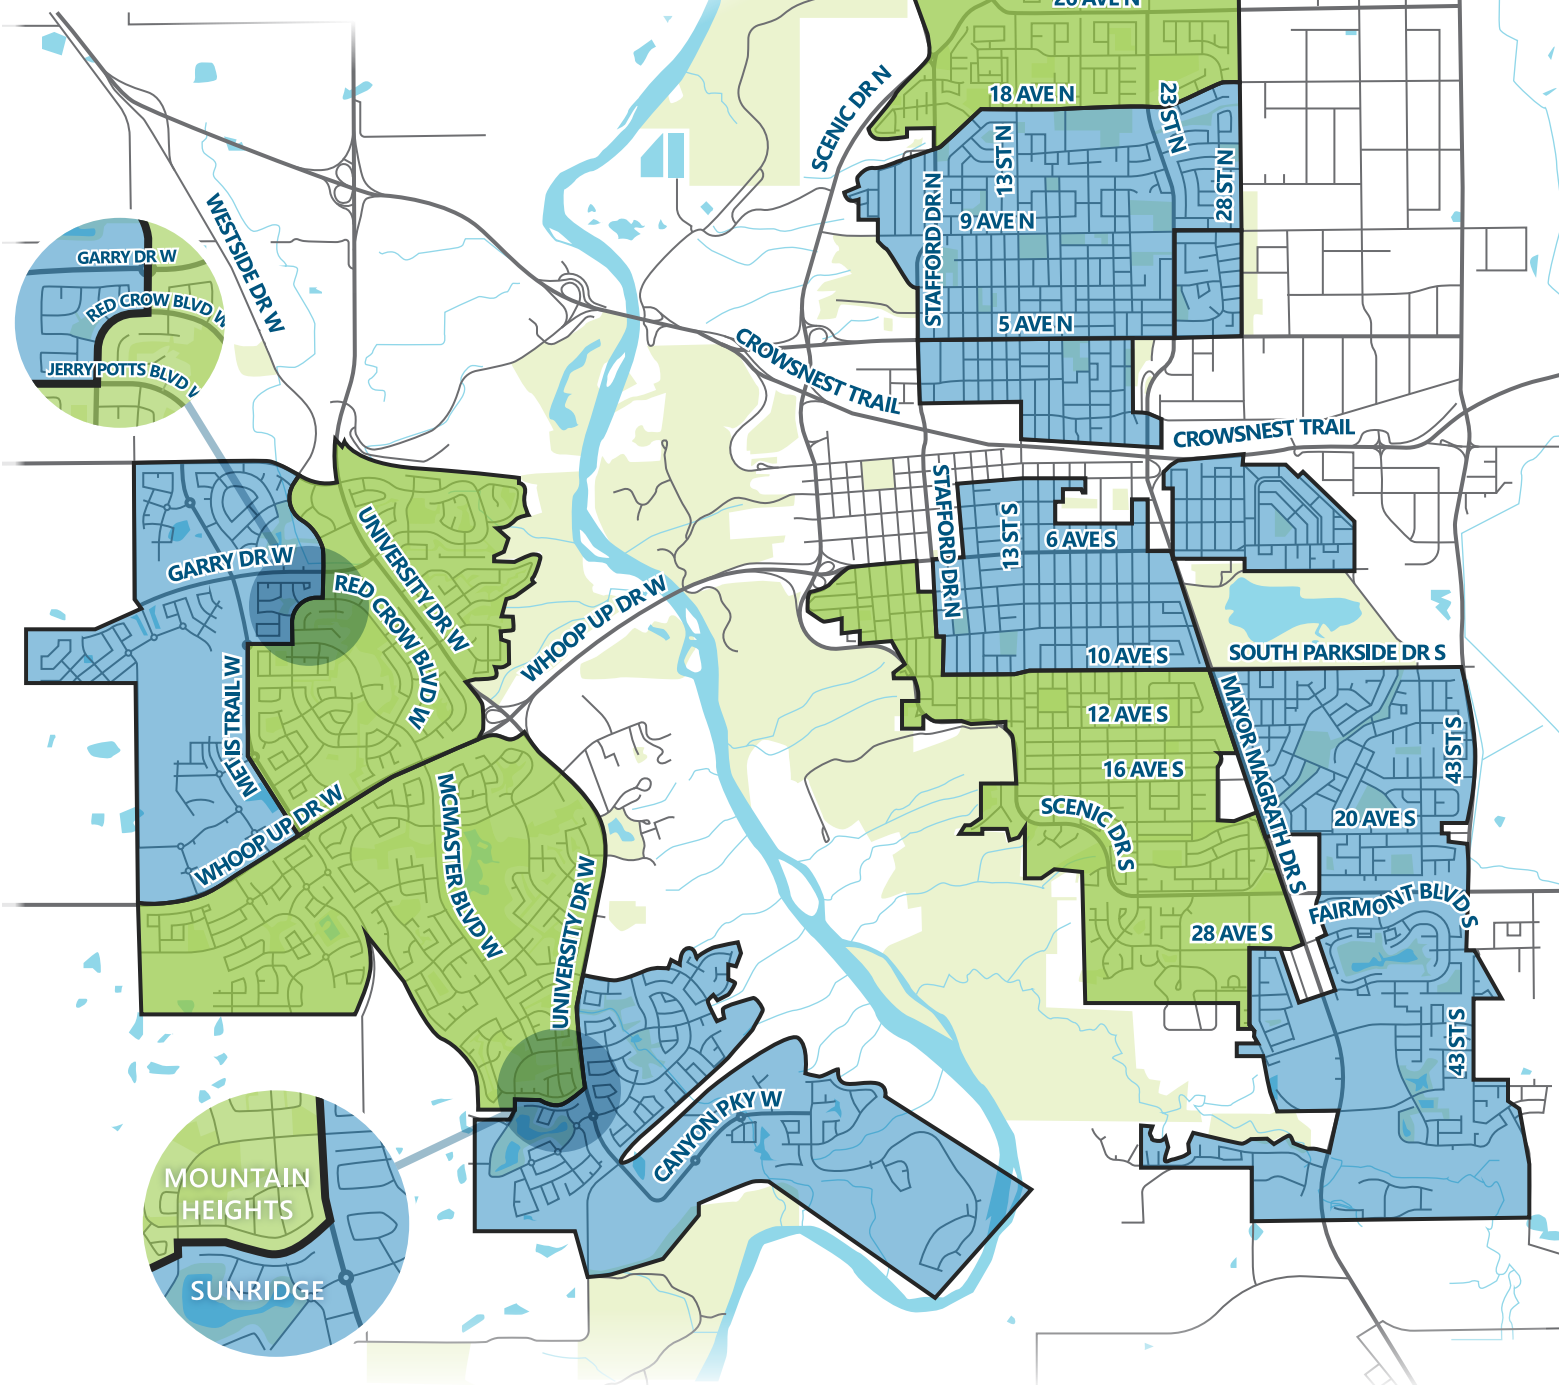 26 AVE N
SCENIC DR N
18 AVE N
23 ST N
13 ST N
28 ST N
STAFFORD DR N
9 AVE N
WESTSIDE DR W
GARRY DR W
RED CROW BLVD W
JERRY POTTS BLVD W
5 AVE N
CROWSNEST TRAIL
CROWSNEST TRAIL
STAFFORD DR N
13 ST S
6 AVE S
UNIVERSITY DR W
GARRY DR W
RED CROW BLVD W
WHOOP UP DR W
10 AVE S
SOUTH PARKSIDE DR S
METIS TRAIL W
12 AVE S
MAYOR MAGRATH DR S
43 ST S
16 AVE S
WHOOP UP DR W
MCMASTER BLVD W
SCENIC DR S
20 AVE S
UNIVERSITY DR W
FAIRMONT BLVD S
28 AVE S
43 ST S
CANYON PKY W
MOUNTAIN
HEIGHTS
SUNRIDGE